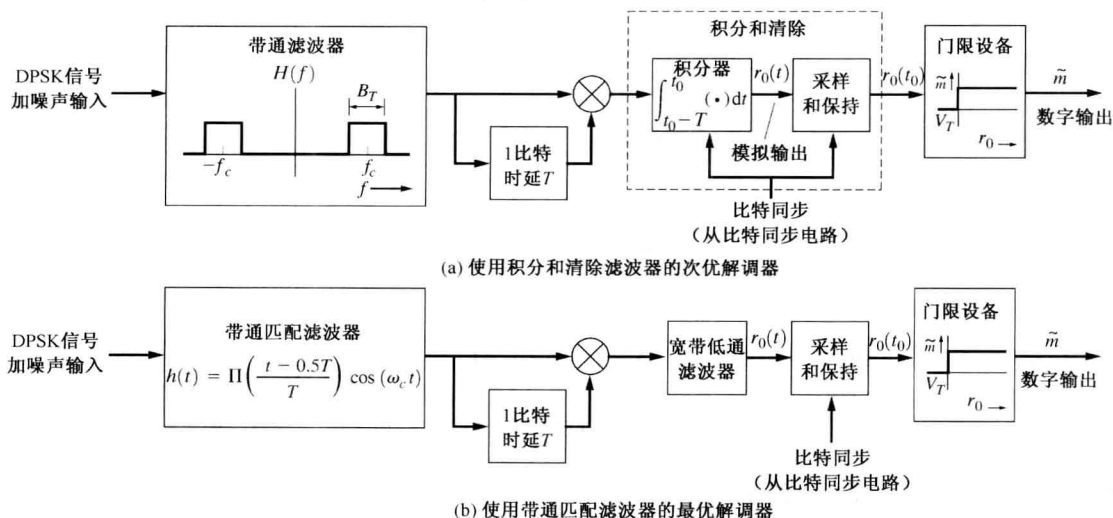 DPSK信号
加噪声输入
带通滤波器
H(f)
B_T
-f_c
f_c
f
1比特
时延T
积分和清除
积分器
∫_{t_0-T}^{t_0} (•)dt
r_0(t)
采样
和保持
r_0(t_0)
模拟输出
比特同步
(从比特同步电路)
门限设备
m̃
V_T
r_0
m̃
数字输出
(a) 使用积分和清除滤波器的次优解调器
DPSK信号
加噪声输入
带通匹配滤波器
h(t) = Π((t - 0.5T)/T) cos (ω_c t)
1比特
时延T
宽带低通
滤波器
r_0(t)
采样
和保持
r_0(t_0)
比特同步
(从比特同步电路)
门限设备
m̃
V_T
r_0
m̃
数字输出
(b) 使用带通匹配滤波器的最优解调器